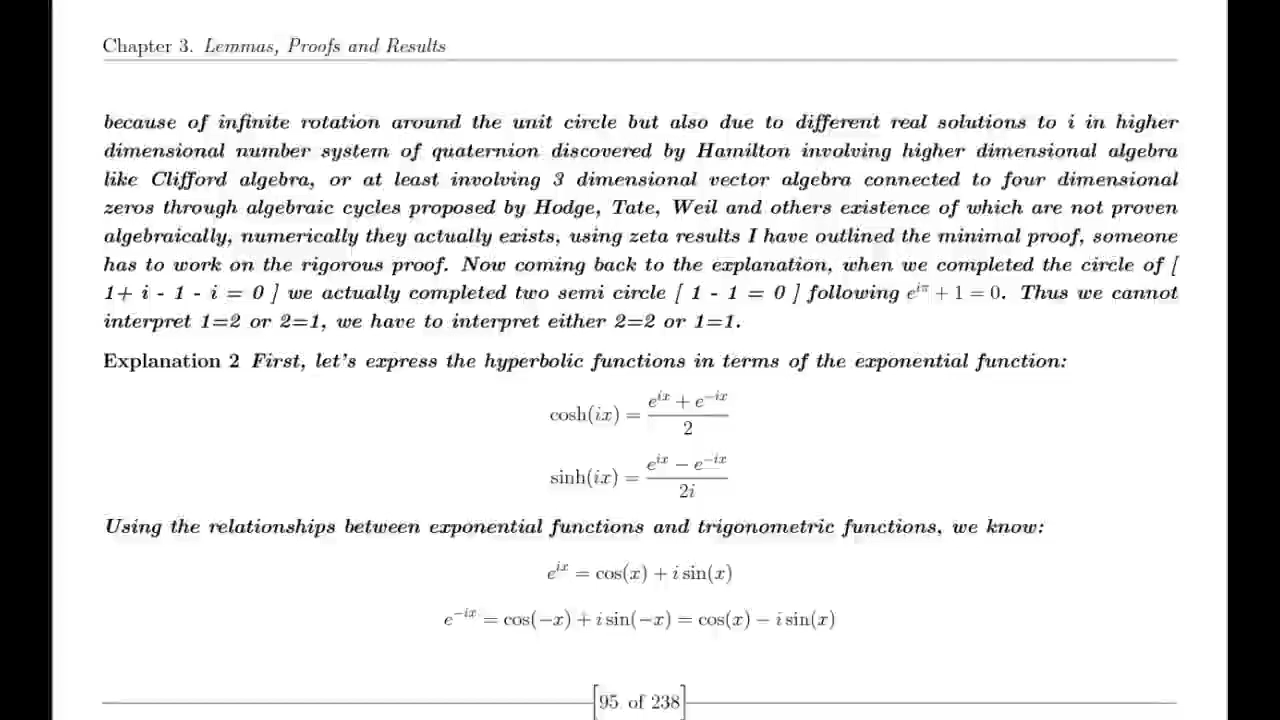 Chapter 3. Lemmas, Proofs and Results
because of infinite rotation around the unit circle but also due to different real solutions to i in higher
dimensional number system of quaternion discovered by Hamilton involving higher dimensional algebra
like Clifford algebra, or at least involving 3 dimensional vector algebra connected to four dimensional
zeros through algebraic cycles proposed by Hodge, Tate, Weil and others existence of which are not proven
algebraically, numerically they actually exists, using zeta results I have outlined the minimal proof, someone
has to work on the rigorous proof. Now coming back to the explanation, when we completed the circle of [
1+ i - 1 - i = 0 ] we actually completed two semi circle [ 1 - 1 = 0 ] following e^{iπ} + 1 = 0. Thus we cannot
interpret 1=2 or 2=1, we have to interpret either 2=2 or 1=1.
Explanation 2 First, let's express the hyperbolic functions in terms of the exponential function:
cosh(ix) = \frac{e^{ix} + e^{-ix}}{2}
sinh(ix) = \frac{e^{ix} − e^{-ix}}{2i}
Using the relationships between exponential functions and trigonometric functions, we know:
e^{ix} = cos(x) + i sin(x)
e^{-ix} = cos(−x) + i sin(−x) = cos(x) − i sin(x)
[95 of 238]